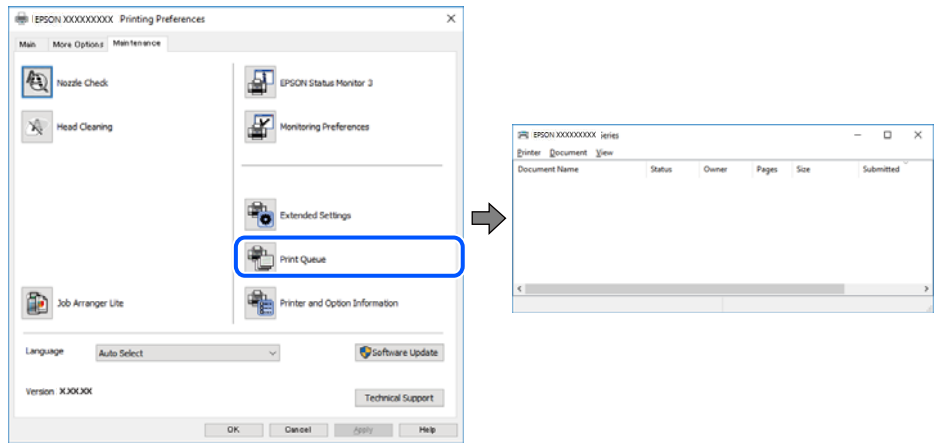 EPSON XXXXXXXXX Printing Preferences
Main More Options Maintenance
Nozzle Check
EPSON Status Monitor 3
Head Cleaning
Monitoring Preferences
Extended Settings
Print Queue
Job Arranger Lite
Printer and Option Information
Language Auto Select Software Update
Version X.XX.XX
Technical Support
OK Cancel Apply Help
EPSON XXXXXXXXX
Printer Document View
Document Name Status Owner Pages Size Submitted